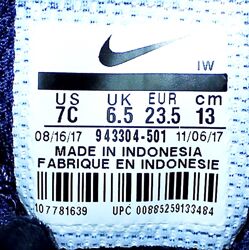 IW
US UK EUR cm
7C 6.5 23.5 13
08/16/17 943304-501 11/06/17
MADE IN INDONESIA
FABRIQUE EN INDONESIE
107781639 UPC 00885259133484